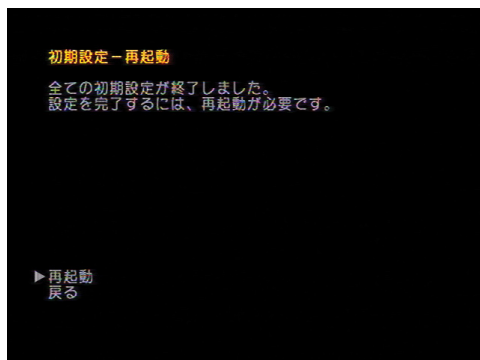 初期設定－再起動
全ての初期設定が終了しました。
設定を完了するには、再起動が必要です。
▶再起動
戻る